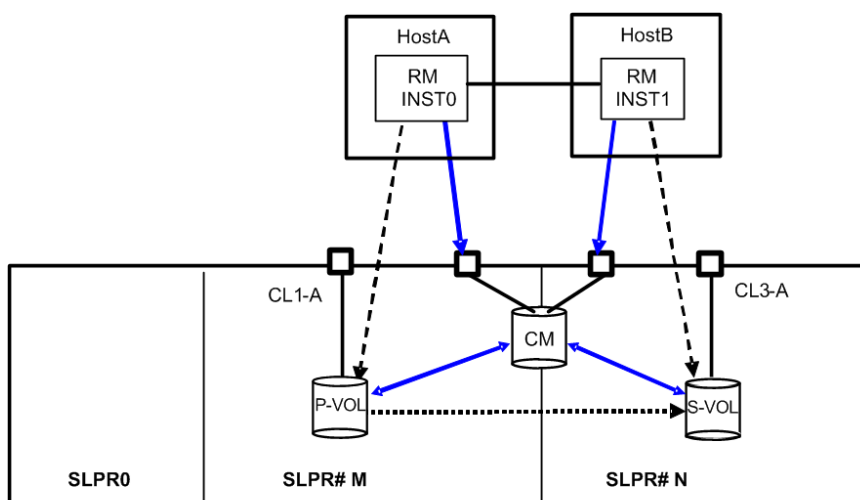 HostA
HostB
RM
INST0
RM
INST1
CL1-A
CL3-A
CM
P-VOL
S-VOL
SLPR0
SLPR# M
SLPR# N